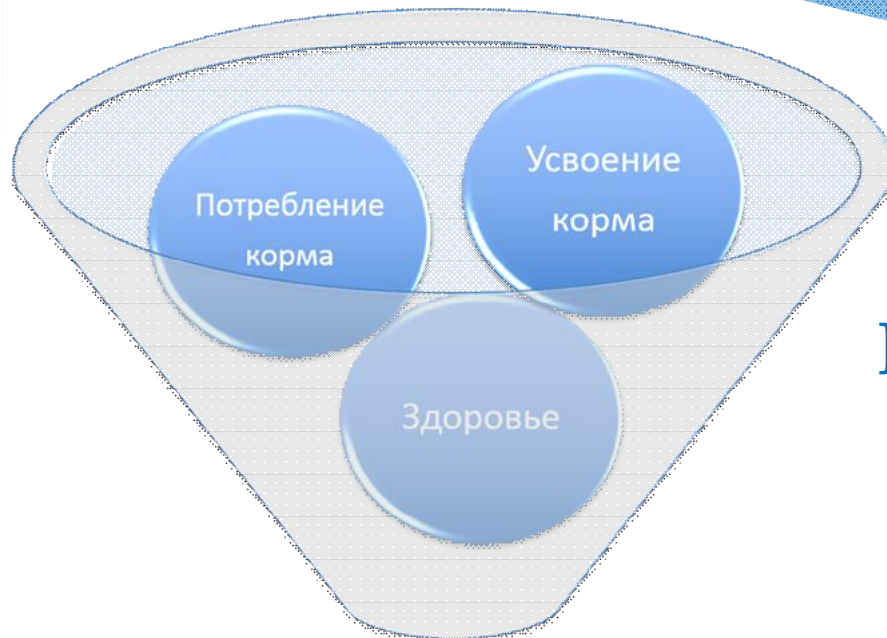 Потребление
корма
Усвоение
корма
Здоровье